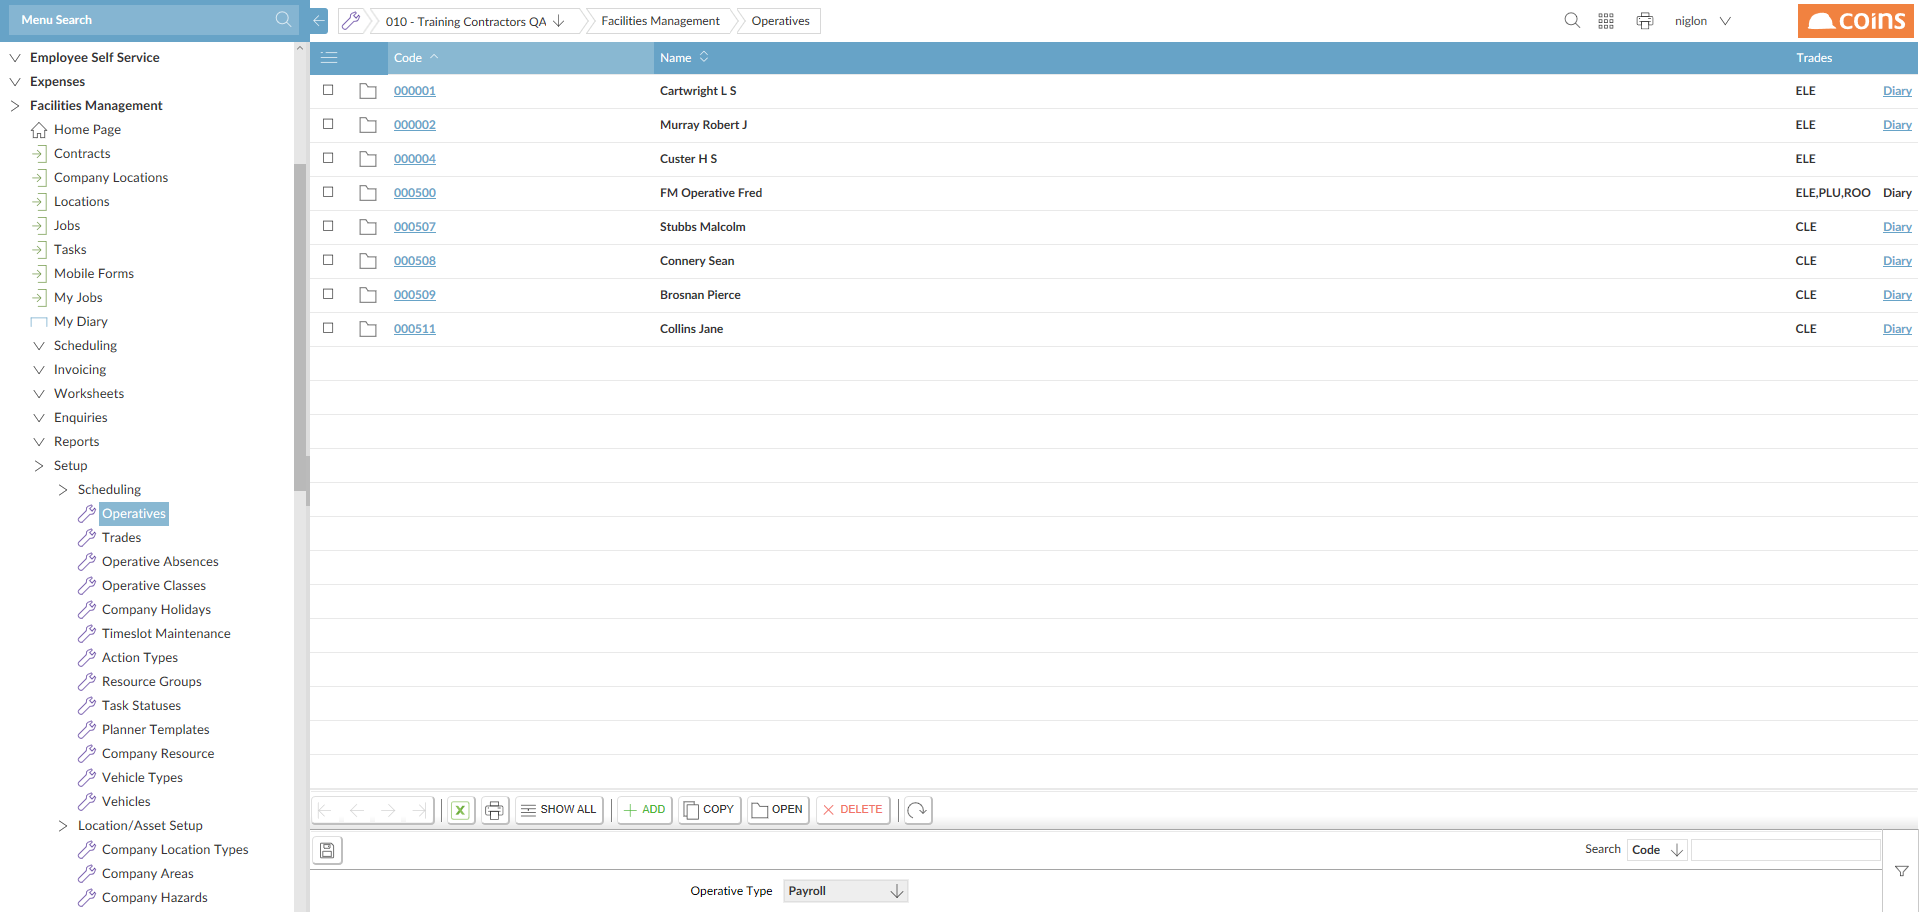 Menu Search
010 - Training Contractors QA
Facilities Management
Operatives
niglon
coins
Employee Self Service
Expenses
Facilities Management
Home Page
Contracts
Company Locations
Locations
Jobs
Tasks
Mobile Forms
My Jobs
My Diary
Scheduling
Invoicing
Worksheets
Enquiries
Reports
Setup
Scheduling
Operatives
Trades
Operative Absences
Operative Classes
Company Holidays
Timeslot Maintenance
Action Types
Resource Groups
Task Statuses
Planner Templates
Company Resource
Vehicle Types
Vehicles
Location/Asset Setup
Company Location Types
Company Areas
Company Hazards
Code Name Trades
000001 Cartwright L S ELE Diary
000002 Murray Robert J ELE Diary
000004 Custer H S ELE
000500 FM Operative Fred ELE,PLU,ROO Diary
000507 Stubbs Malcolm CLE Diary
000508 Connery Sean CLE Diary
000509 Brosnan Pierce CLE Diary
000511 Collins Jane CLE Diary
SHOW ALL ADD COPY OPEN DELETE
Search Code
Operative Type Payroll